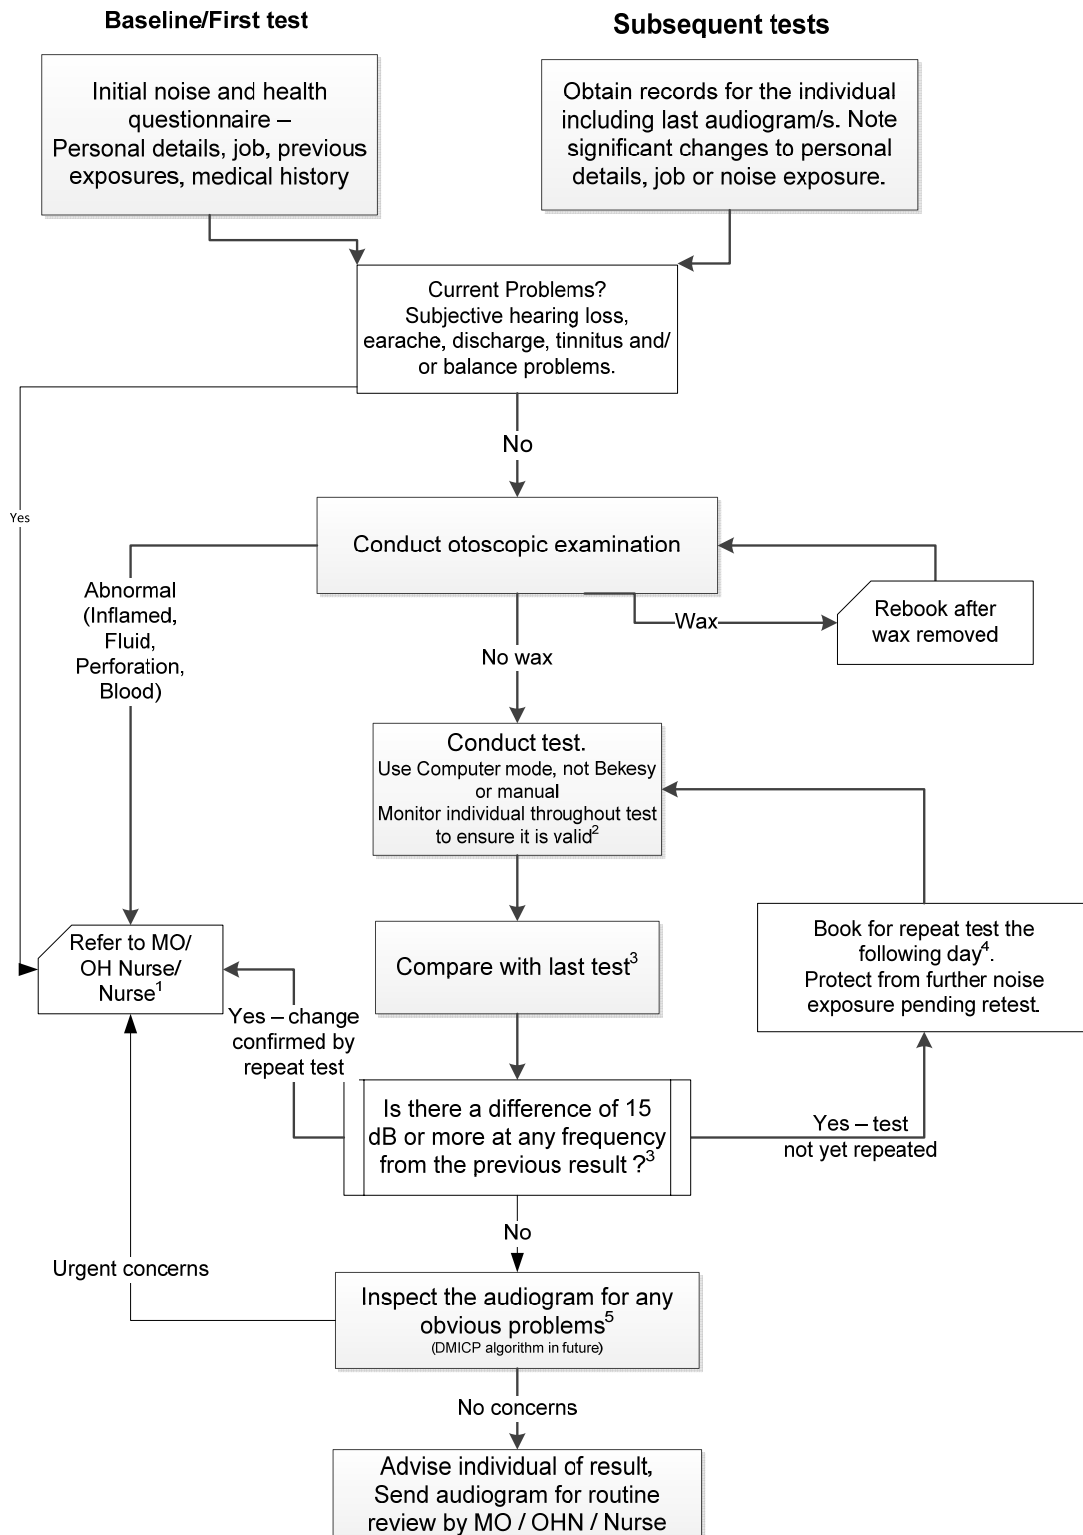 Baseline/First test
Subsequent tests
Initial noise and health
questionnaire –
Personal details, job, previous
exposures, medical history
Obtain records for the individual
including last audiogram/s. Note
significant changes to personal
details, job or noise exposure.
Current Problems?
Subjective hearing loss,
earache, discharge, tinnitus and/
or balance problems.
No
Yes
Conduct otoscopic examination
Abnormal
(Inflamed,
Fluid,
Perforation,
Blood)
Wax
Rebook after
wax removed
No wax
Conduct test.
Use Computer mode, not Bekesy
or manual
Monitor individual throughout test
to ensure it is valid²
Refer to MO/
OH Nurse/
Nurse¹
Compare with last test³
Book for repeat test the
following day⁴.
Protect from further noise
exposure pending retest.
Yes – change
confirmed by
repeat test
Is there a difference of 15
dB or more at any frequency
from the previous result ?³
Yes – test
not yet repeated
No
Urgent concerns
Inspect the audiogram for any
obvious problems⁵
(DMICP algorithm in future)
No concerns
Advise individual of result,
Send audiogram for routine
review by MO / OHN / Nurse